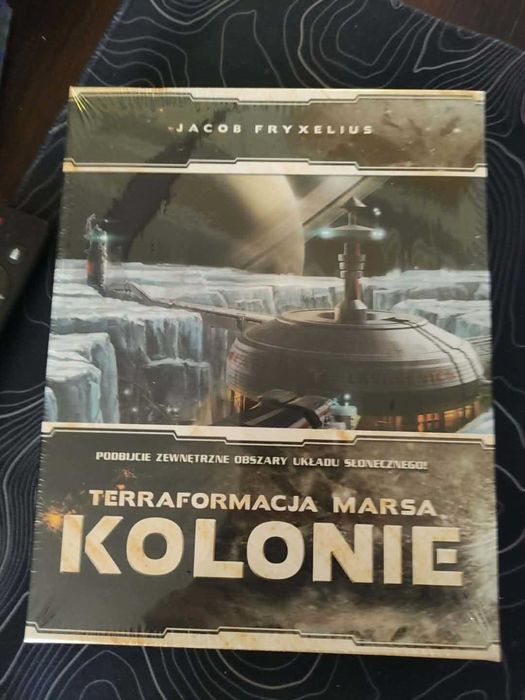 JACOB FRYXELIUS
PODBIJCIE ZEWNĘTRZNE OBSZARY UKŁADU SŁONECZNEGO!
TERRAFORMACJA MARSA
KOLONIE